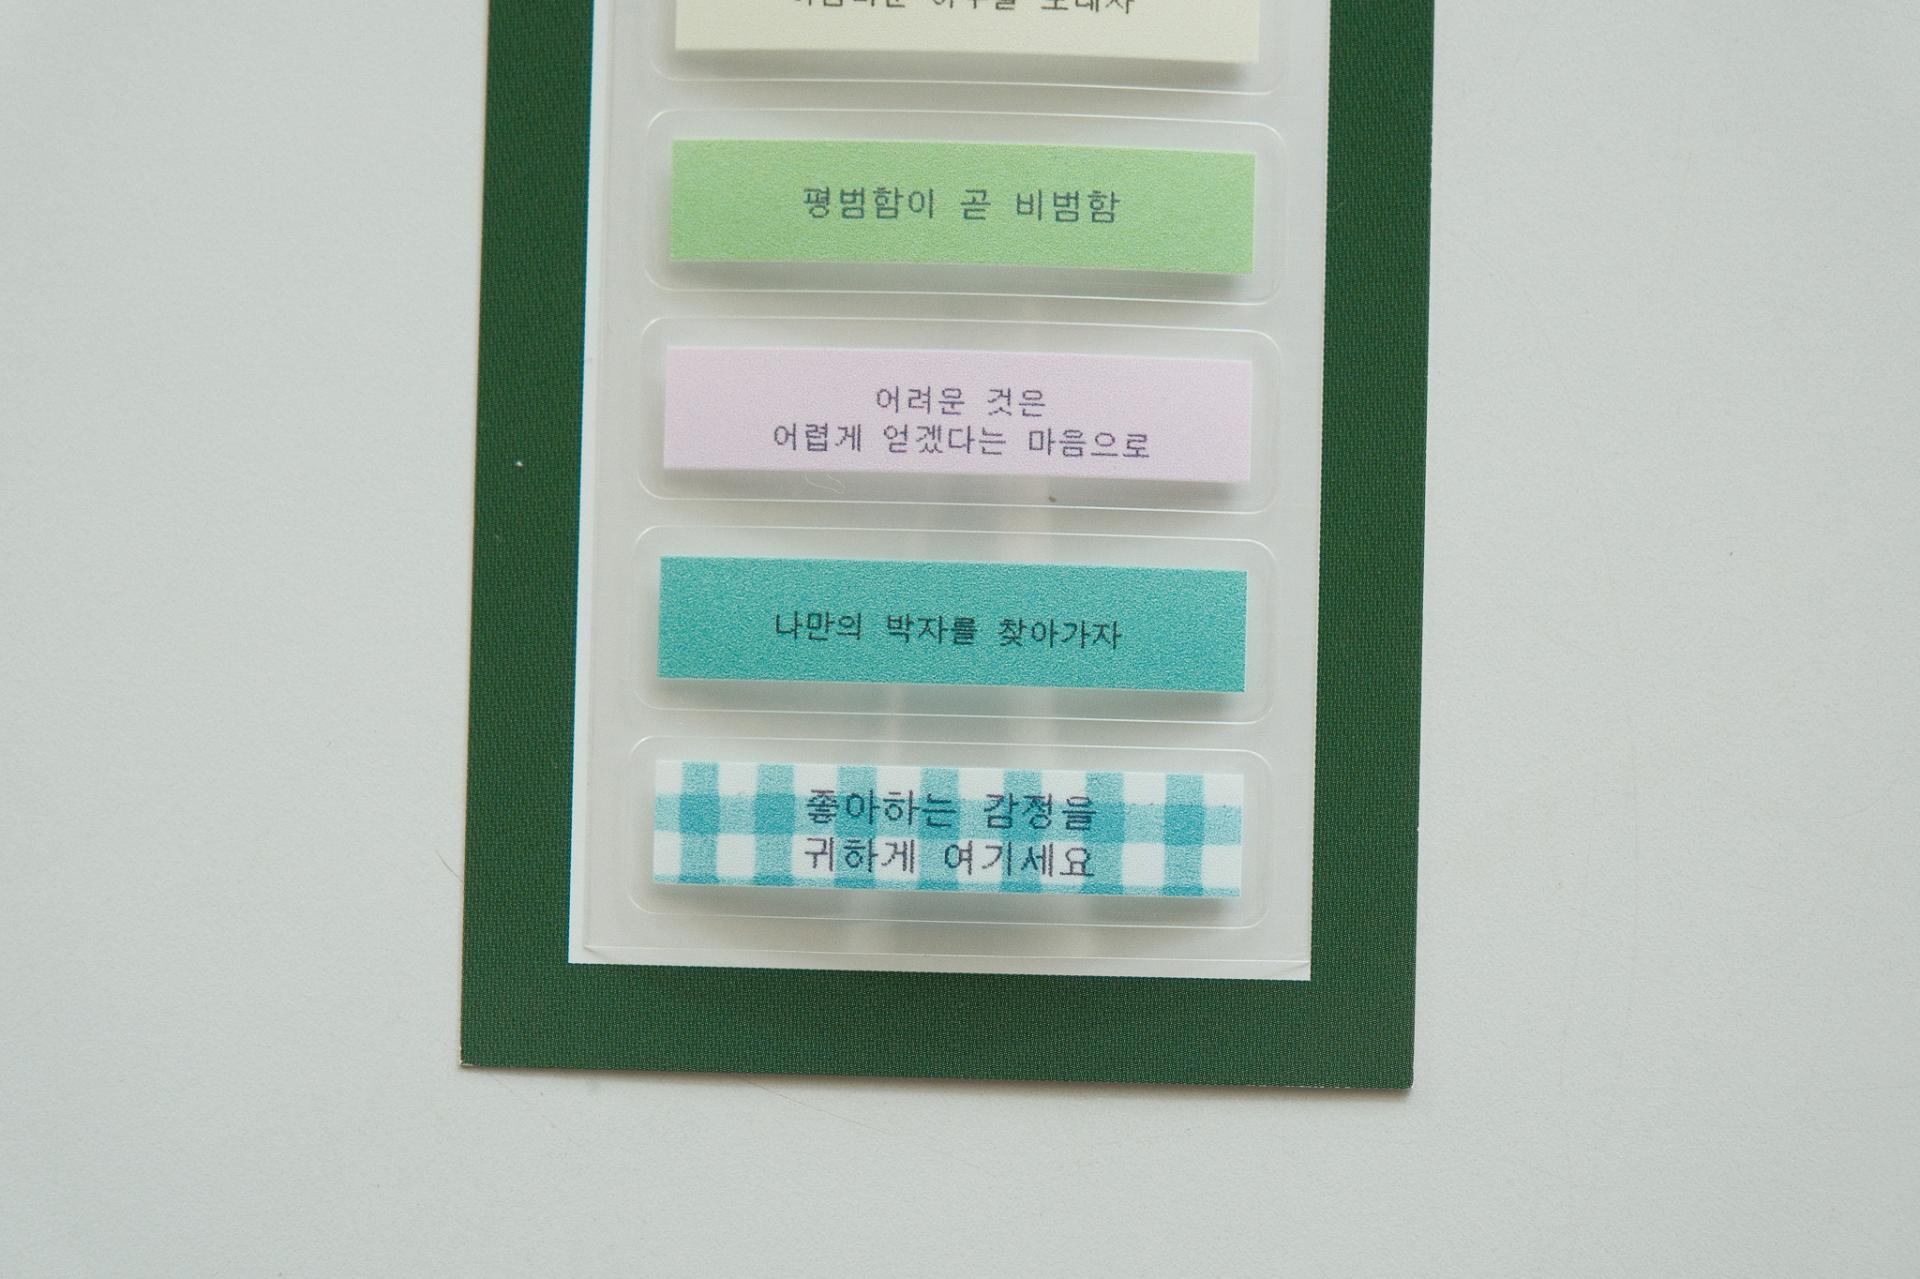 평범함이 곧 비범함
어려운 것은
어렵게 얻겠다는 마음으로
나만의 박자를 찾아가자
좋아하는 감정을
귀하게 여기세요